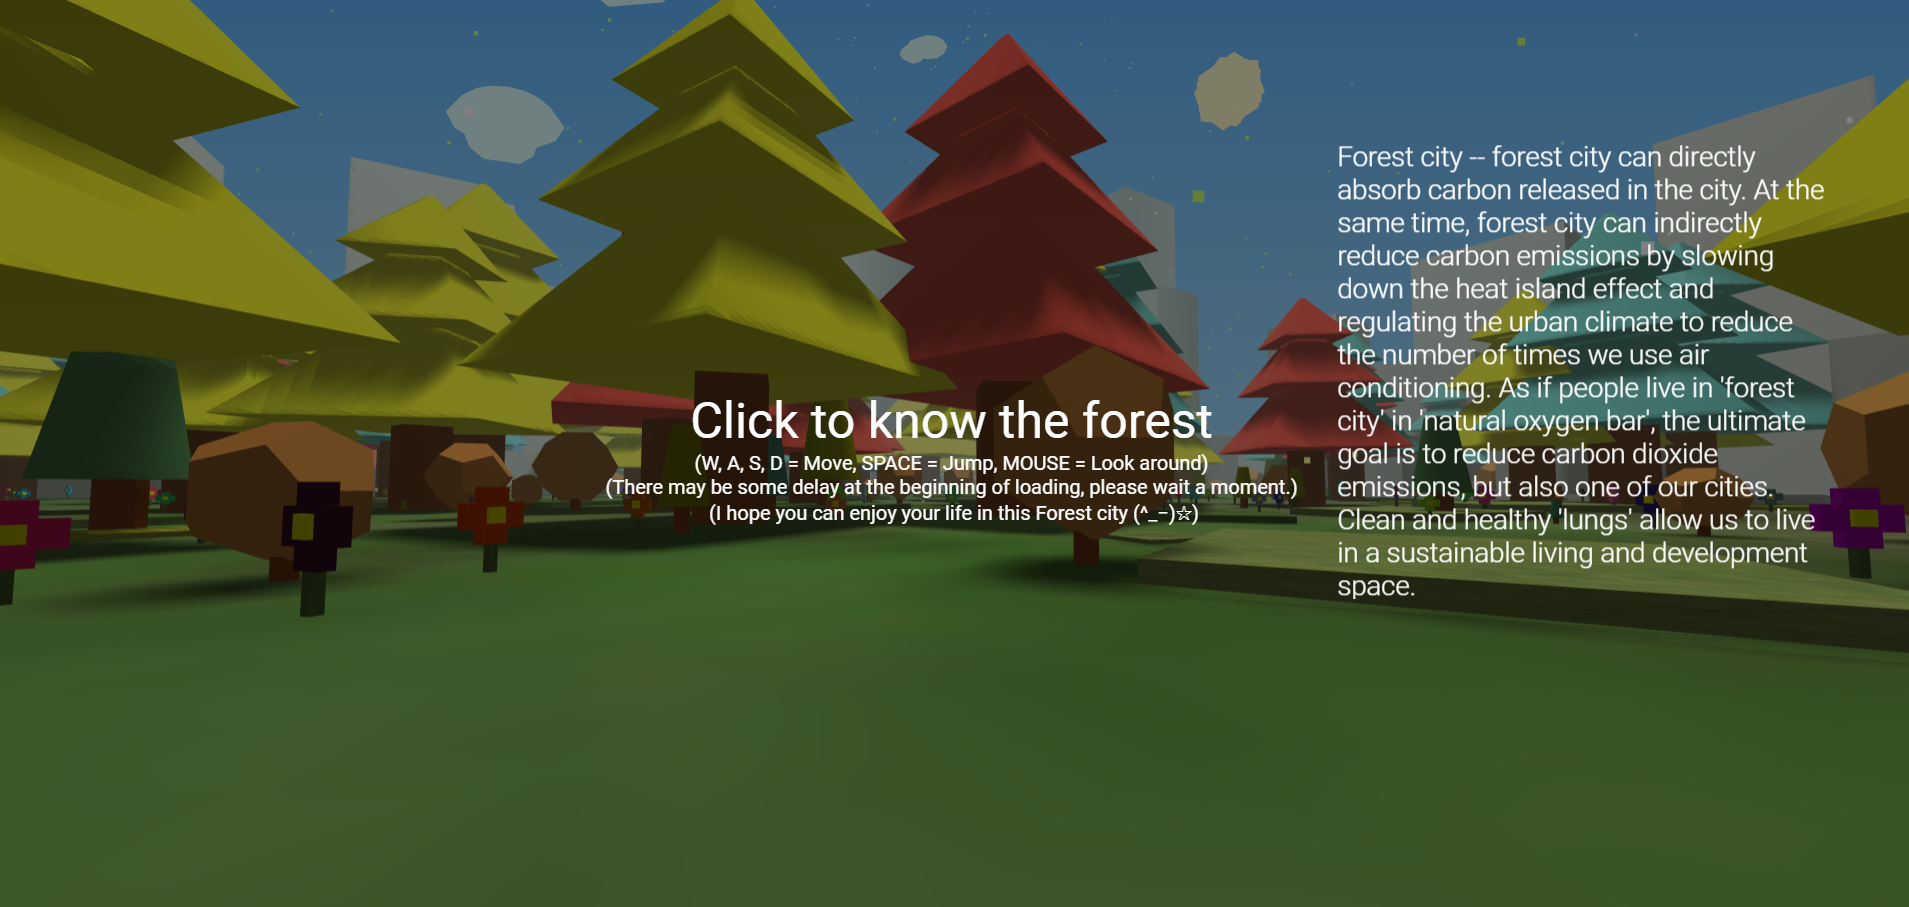 Click to know the forest
(W, A, S, D = Move, SPACE = Jump, MOUSE = Look around)
(There may be some delay at the beginning of loading, please wait a moment.)
(I hope you can enjoy your life in this Forest city (^_−)☆)
Forest city -- forest city can directly
absorb carbon released in the city. At the
same time, forest city can indirectly
reduce carbon emissions by slowing
down the heat island effect and
regulating the urban climate to reduce
the number of times we use air
conditioning. As if people live in 'forest
city' in 'natural oxygen bar', the ultimate
goal is to reduce carbon dioxide
emissions, but also one of our cities.
Clean and healthy 'lungs' allow us to live
in a sustainable living and development
space.